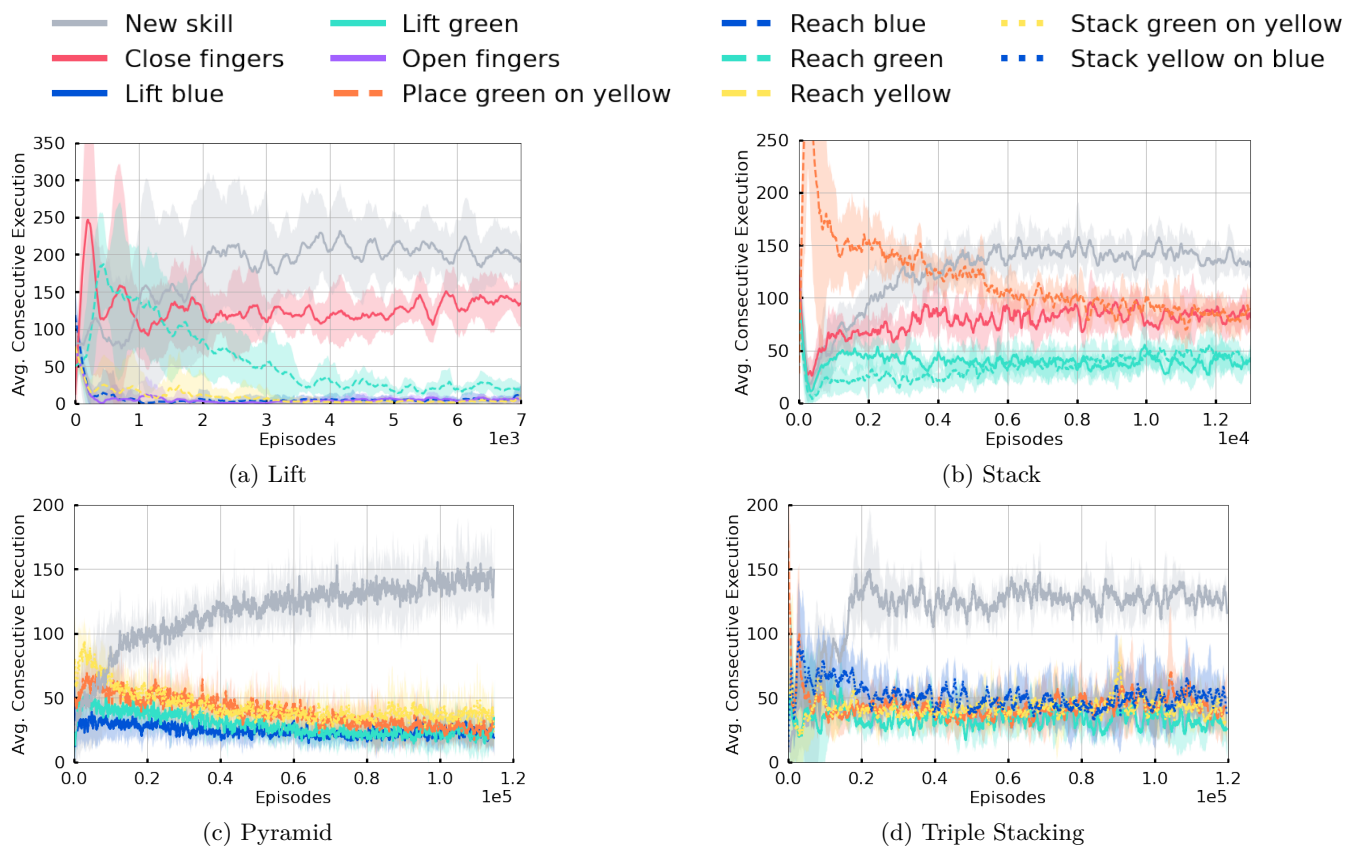 New skill
Close fingers
Lift blue
Lift green
Open fingers
Place green on yellow
Reach blue
Reach green
Reach yellow
Stack green on yellow
Stack yellow on blue
Avg. Consecutive Execution
350
300
250
200
150
100
50
0
0 1 2 3 4 5 6 7
Episodes
1e3
(a) Lift
Avg. Consecutive Execution
250
200
150
100
50
0
0.0 0.2 0.4 0.6 0.8 1.0 1.2
Episodes
1e4
(b) Stack
Avg. Consecutive Execution
200
150
100
50
0
0.0 0.2 0.4 0.6 0.8 1.0 1.2
Episodes
1e5
(c) Pyramid
Avg. Consecutive Execution
200
150
100
50
0
0.0 0.2 0.4 0.6 0.8 1.0 1.2
Episodes
1e5
(d) Triple Stacking